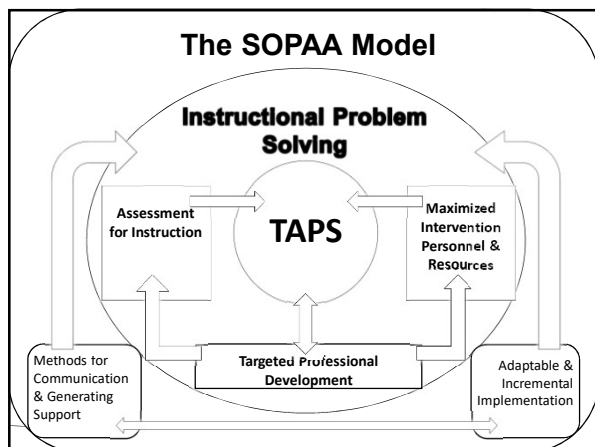 The SOPAA Model
Instructional Problem
Solving
Assessment
for Instruction
TAPS
Maximized
Intervention
Personnel &
Resources
Methods for
Communication
& Generating
Support
Targeted Professional
Development
Adaptable &
Incremental
Implementation